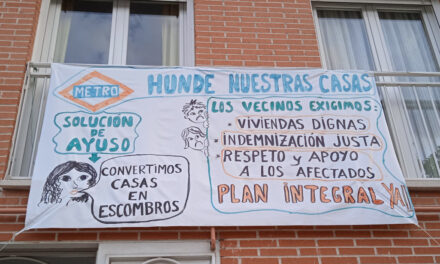 METRO
HUNDE NUESTRAS CASAS
SOLUCIÓN
DE
AYUSO
CONVERTIMOS
CASAS
EN
ESCOMBROS
LOS VECINOS EXIGIMOS:
• VIVIENDAS DIGNAS
• INDEMNIZACIÓN JUSTA
• RESPETO y APOYO
A LOS AFECTADOS
PLAN INTEGRAL YA!